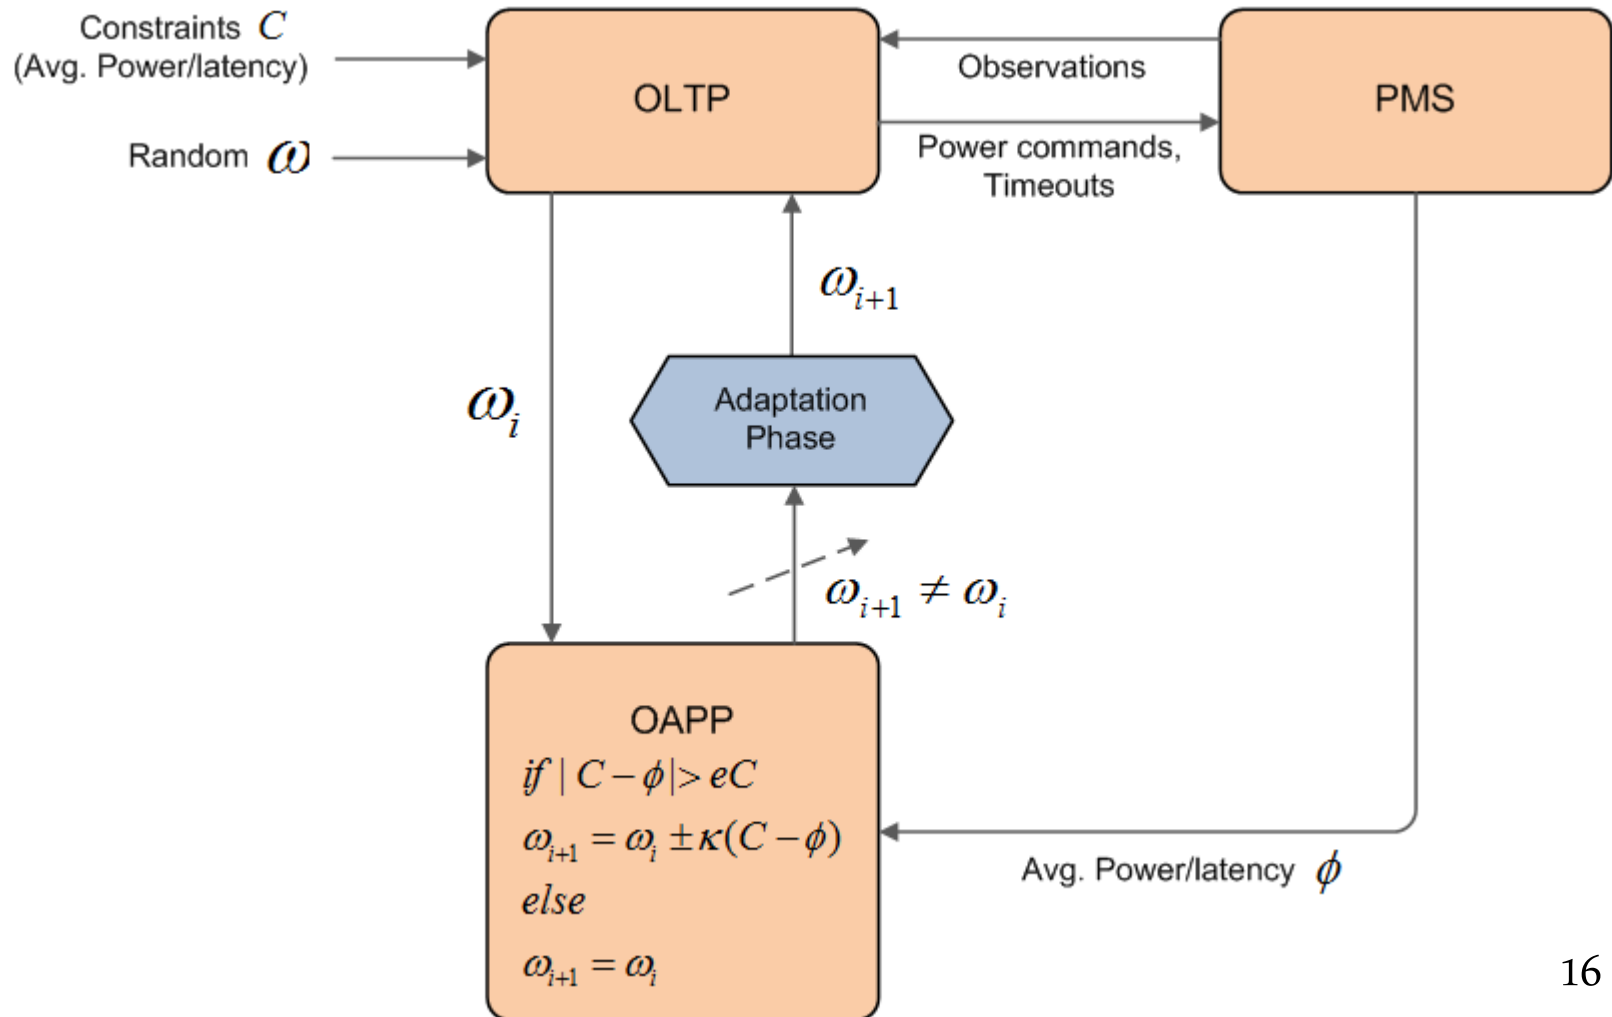 Constraints C
(Avg. Power/latency)
Random ω
OLTP
Observations
Power commands,
Timeouts
PMS
ω_{i+1}
ω_i
Adaptation
Phase
ω_{i+1} ≠ ω_i
OAPP
if | C − ϕ |> eC
ω_{i+1} = ω_i ± κ(C − ϕ)
else
ω_{i+1} = ω_i
Avg. Power/latency ϕ
16